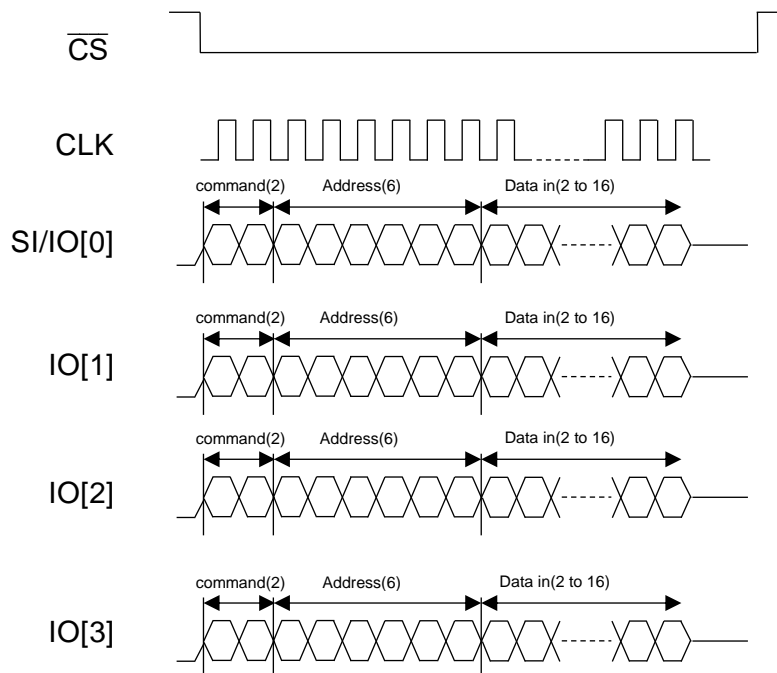 CS
CLK
command(2) Address(6) Data in(2 to 16)
SI/IO[0]
command(2) Address(6) Data in(2 to 16)
IO[1]
command(2) Address(6) Data in(2 to 16)
IO[2]
command(2) Address(6) Data in(2 to 16)
IO[3]